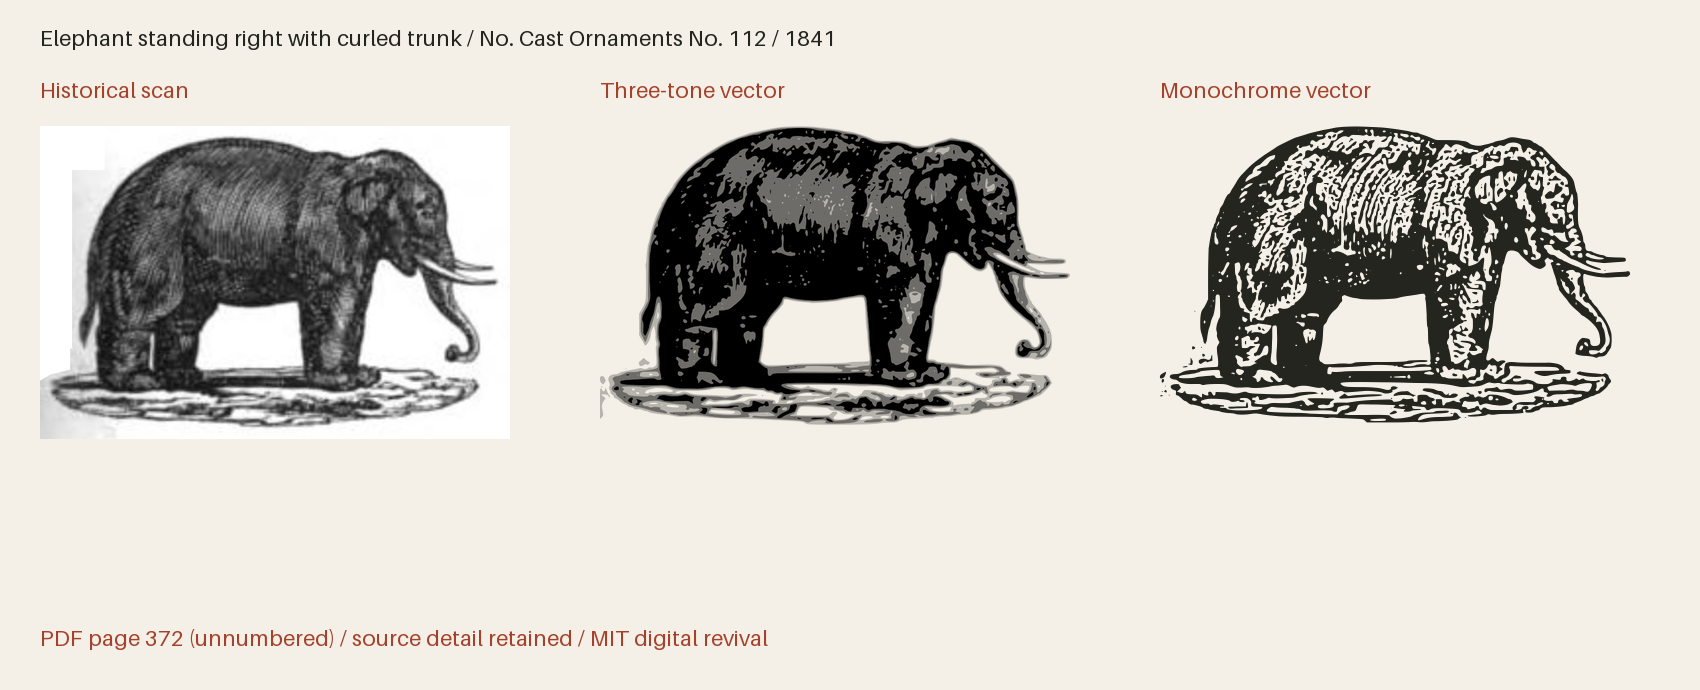 Elephant standing right with curled trunk / No. Cast Ornaments No. 112 / 1841
Historical scan
Three-tone vector
Monochrome vector
PDF page 372 (unnumbered) / source detail retained / MIT digital revival